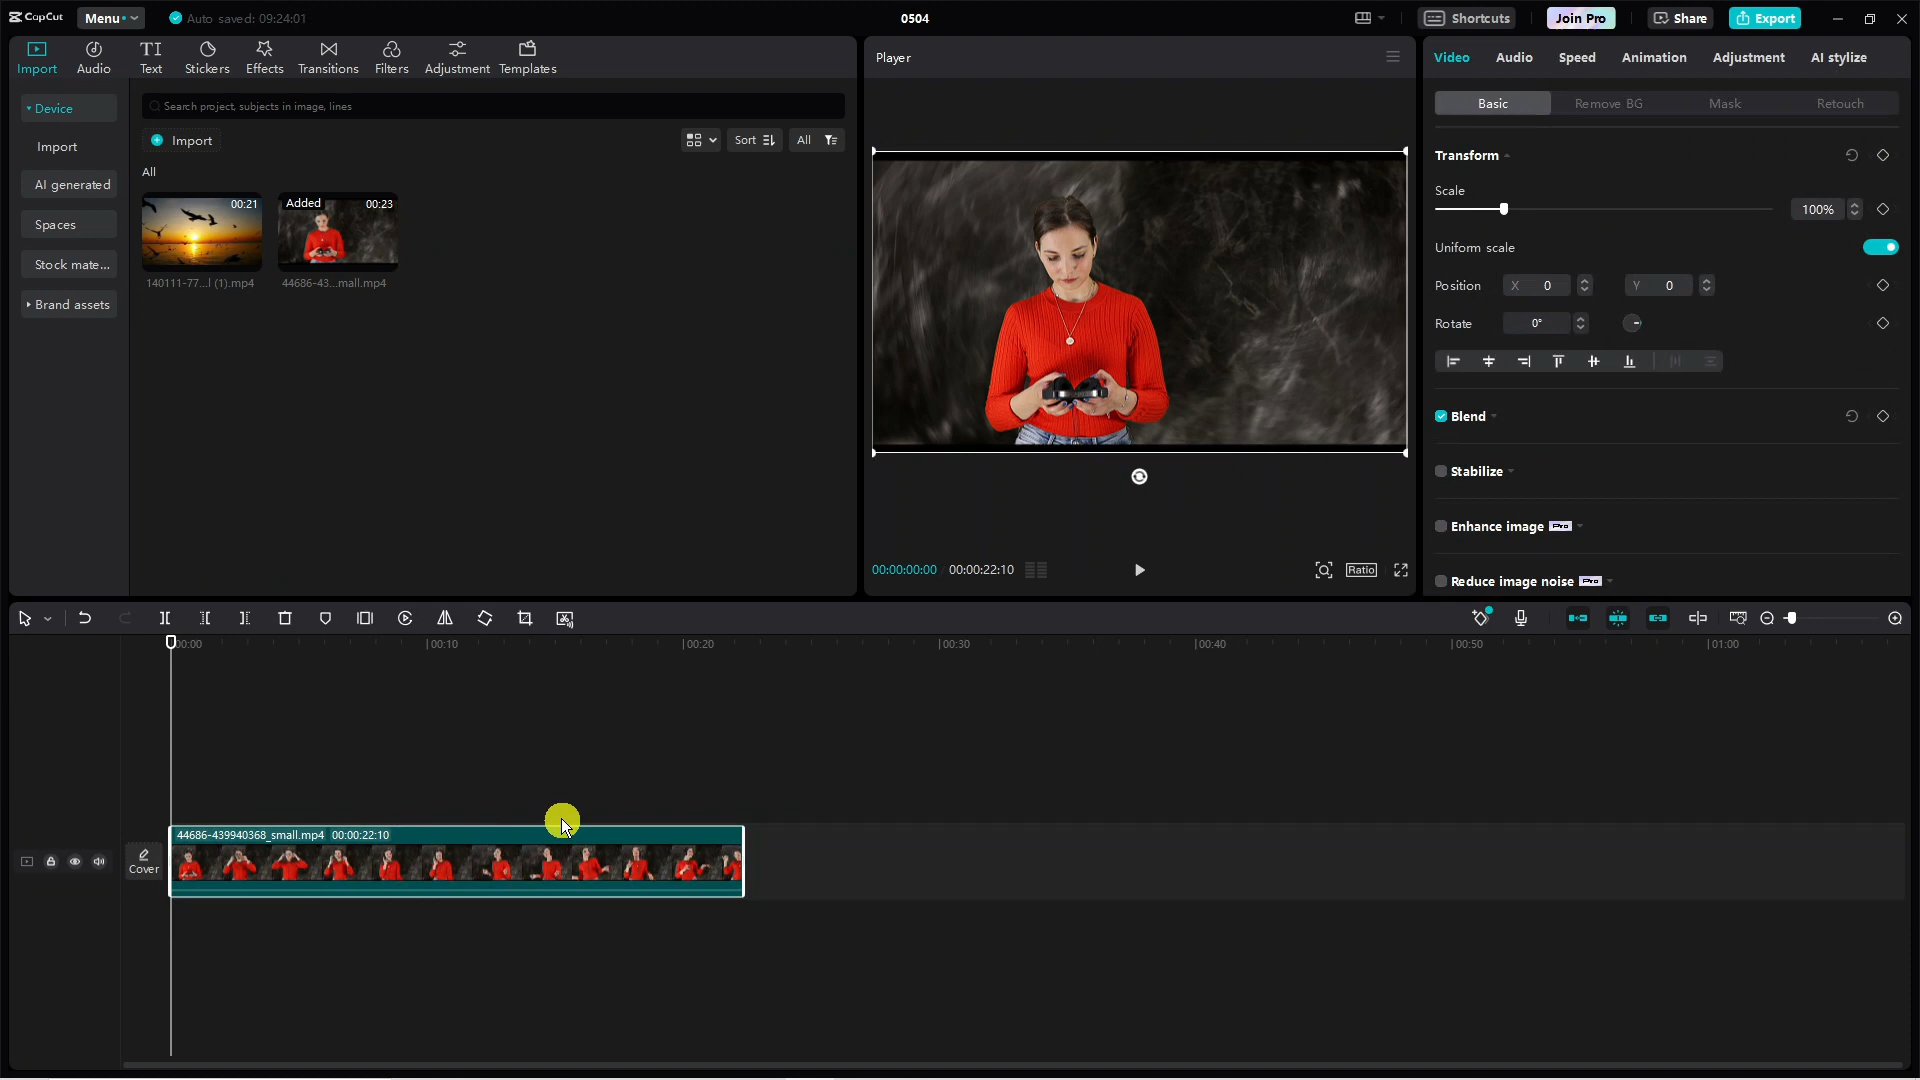 CapCut
Menu
Auto saved: 09:24:01
0504
Shortcuts
Join Pro
Share
Export
Import
Audio
Text
Stickers
Effects
Transitions
Filters
Adjustment
Templates
Device
Import
AI generated
Spaces
Stock mate...
Brand assets
Search project, subjects in image, lines
Import
Sort
All
All
00:21
140111-77...l (1).mp4
Added
00:23
44686-43...mall.mp4
Player
00:00:00:00
00:00:22:10
Ratio
Video
Audio
Speed
Animation
Adjustment
AI stylize
Basic
Remove BG
Mask
Retouch
Transform
Scale
100%
Uniform scale
Position
X 0
Y 0
Rotate
0°
Blend
Stabilize
Enhance image Pro
Reduce image noise Pro
00:00
00:10
00:20
00:30
00:40
00:50
01:00
Cover
44686-439940368_small.mp4 00:00:22:10